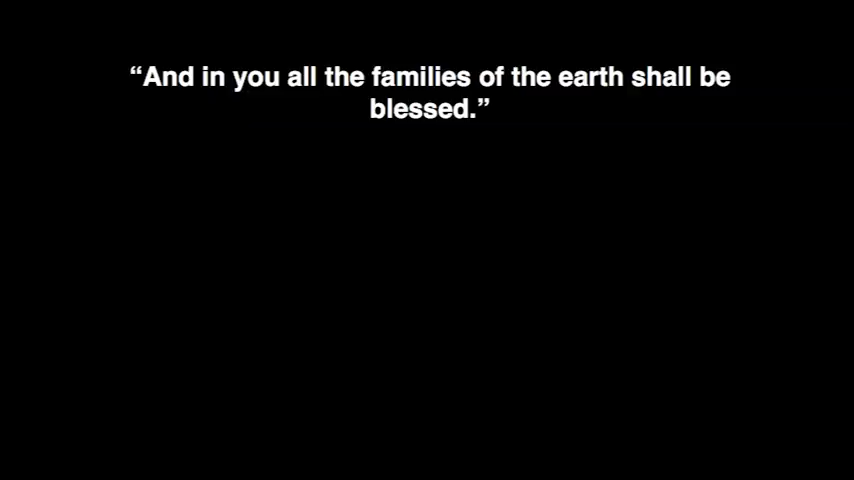 “And in you all the families of the earth shall be
blessed.”